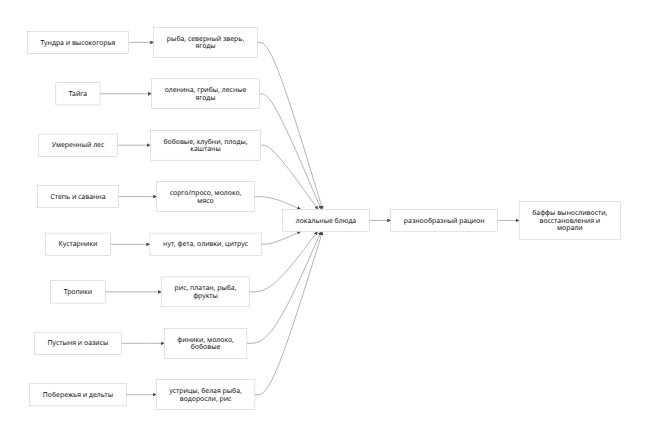 Тундра и высокогорья
рыба, северный зверь,
ягоды
Тайга
оленина, грибы, лесные
ягоды
Умеренный лес
бобовые, клубни, плоды,
каштаны
Степь и саванна
сорго/просо, молоко,
мясо
Кустарники
нут, фета, оливки, цитрус
Тропики
рис, платан, рыба,
фрукты
Пустыня и оазисы
финики, молоко,
бобовые
Побережья и дельты
устрицы, белая рыба,
водоросли, рис
локальные блюда
разнообразный рацион
баффы выносливости,
восстановления и
морали